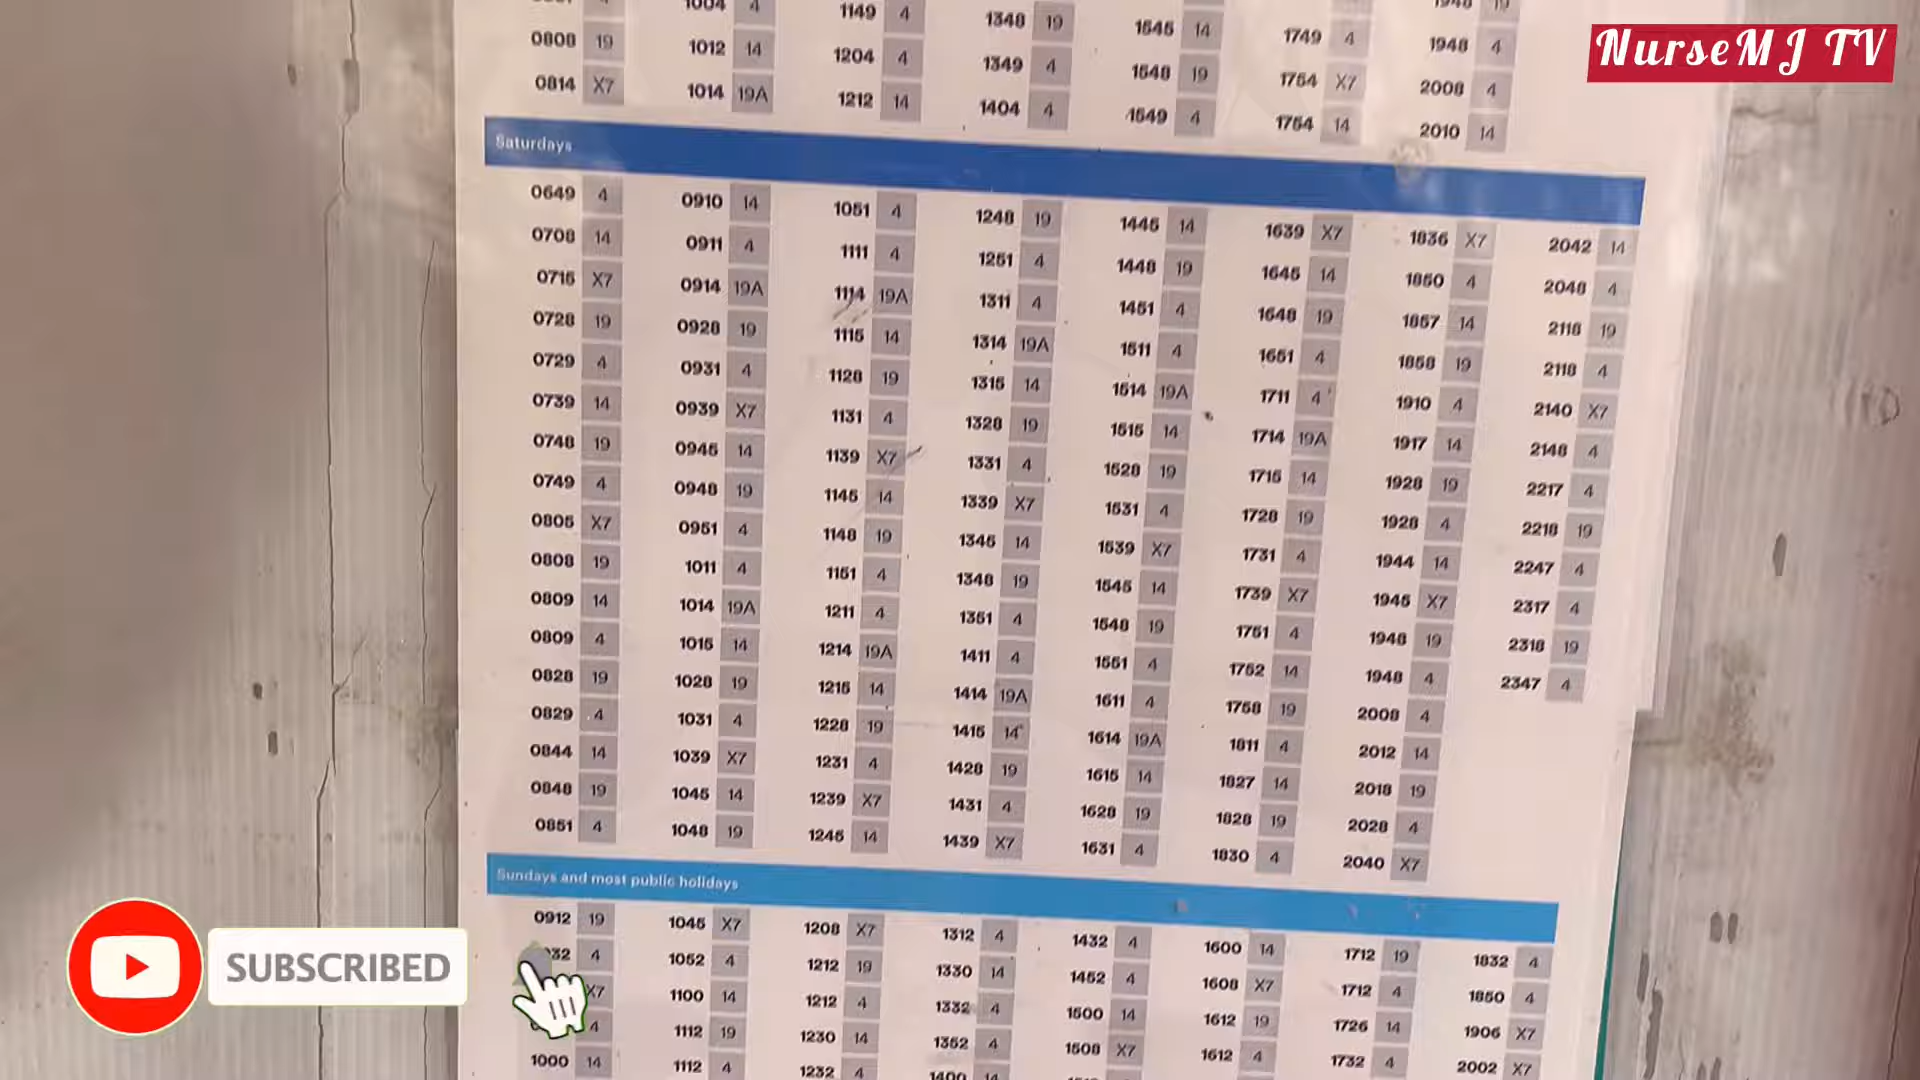 NurseMJ TV
1004 4 1149 4 1348 19 1545 14 1749 4 1948 4
0808 19 1012 14 1204 4 1349 4 1548 19 1754 X7 2008 4
0814 X7 1014 19A 1212 14 1404 4 1549 4 1754 14 2010 14
Saturdays
0649 4 0910 14 1051 4 1248 19 1445 14 1639 X7 1836 X7 2042 14
0708 14 0911 4 1111 4 1251 4 1448 19 1645 14 1850 4 2048 4
0715 X7 0914 19A 1114 19A 1311 4 1451 4 1648 19 1857 14 2118 19
0728 19 0928 19 1115 14 1314 19A 1511 4 1651 4 1858 19 2118 4
0729 4 0931 4 1128 19 1315 14 1514 19A 1711 4 1910 4 2140 X7
0739 14 0939 X7 1131 4 1328 19 1515 14 1714 19A 1917 14 2148 4
0748 19 0945 14 1139 X7 1331 4 1528 19 1715 14 1928 19 2217 4
0749 4 0948 19 1145 14 1339 X7 1531 4 1728 19 1928 4 2218 19
0805 X7 0951 4 1148 19 1345 14 1539 X7 1731 4 1944 14 2247 4
0808 19 1011 4 1151 4 1348 19 1545 14 1739 X7 1945 X7 2317 4
0809 14 1014 19A 1211 4 1351 4 1548 19 1751 4 1948 19 2318 19
0809 4 1015 14 1214 19A 1411 4 1551 4 1752 14 1948 4 2347 4
0828 19 1028 19 1215 14 1414 19A 1611 4 1758 19 2008 4
0829 4 1031 4 1228 19 1415 14 1614 19A 1811 4 2012 14
0844 14 1039 X7 1231 4 1428 19 1615 14 1827 14 2018 19
0848 19 1045 14 1239 X7 1431 4 1628 19 1828 19 2028 4
0851 4 1048 19 1245 14 1439 X7 1631 4 1830 4 2040 X7
Sundays and most public holidays
0912 19 1045 X7 1208 X7 1312 4 1432 4 1600 14 1712 19 1832 4
4 1052 4 1212 19 1330 14 1452 4 1608 X7 1712 4 1850 4
X7 1100 14 1212 4 1332 4 1500 14 1612 19 1726 14 1906 X7
4 1112 19 1230 14 1352 4 1508 X7 1612 4 1732 4 2002 X7
1000 14 1112 4 1232 4 1400 14
SUBSCRIBED